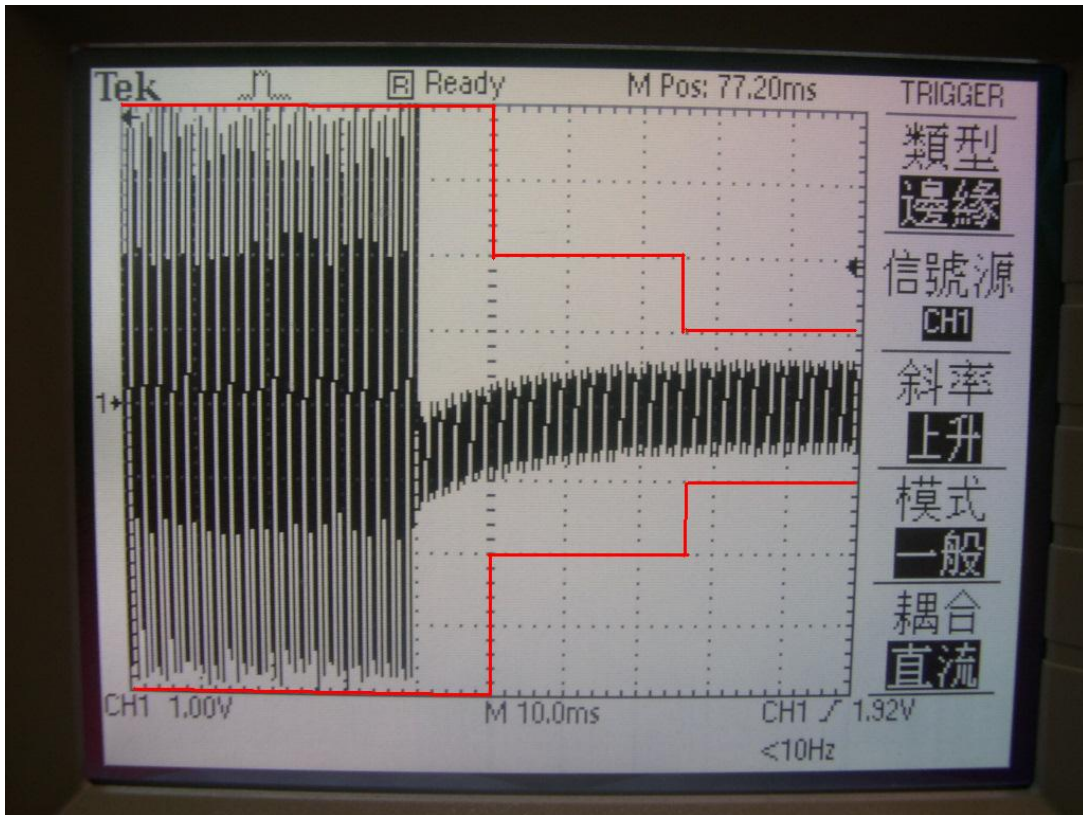 Tek R Ready M Pos: 77.20ms TRIGGER
類型
邊緣
信號源
CH1
斜率
上升
模式
一般
耦合
直流
1
CH1 1.00V M 10.0ms CH1 1.92V
<10Hz